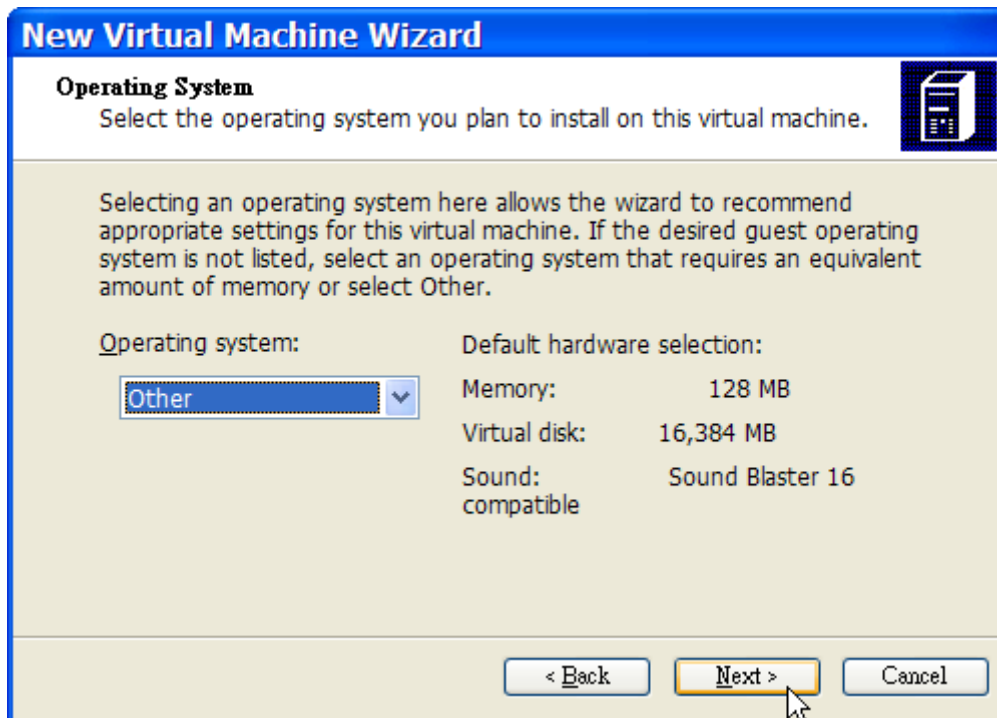 New Virtual Machine Wizard
Operating System
Select the operating system you plan to install on this virtual machine.
Selecting an operating system here allows the wizard to recommend
appropriate settings for this virtual machine. If the desired guest operating
system is not listed, select an operating system that requires an equivalent
amount of memory or select Other.
Operating system:
Other
Default hardware selection:
Memory: 128 MB
Virtual disk: 16,384 MB
Sound: Sound Blaster 16
compatible
< Back Next > Cancel